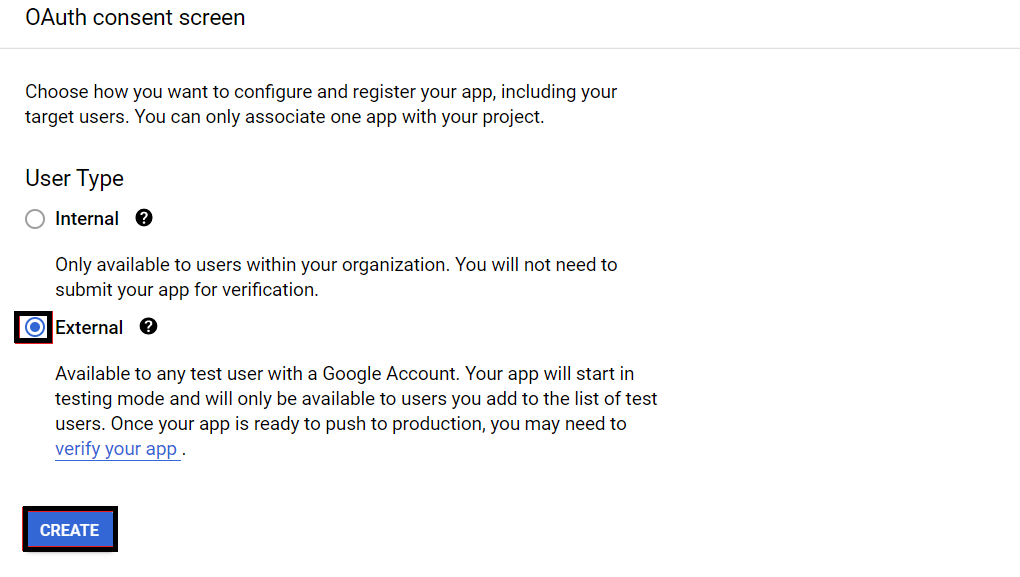 OAuth consent screen
Choose how you want to configure and register your app, including your
target users. You can only associate one app with your project.
User Type
Internal ?
Only available to users within your organization. You will not need to
submit your app for verification.
External ?
Available to any test user with a Google Account. Your app will start in
testing mode and will only be available to users you add to the list of test
users. Once your app is ready to push to production, you may need to
verify your app .
CREATE